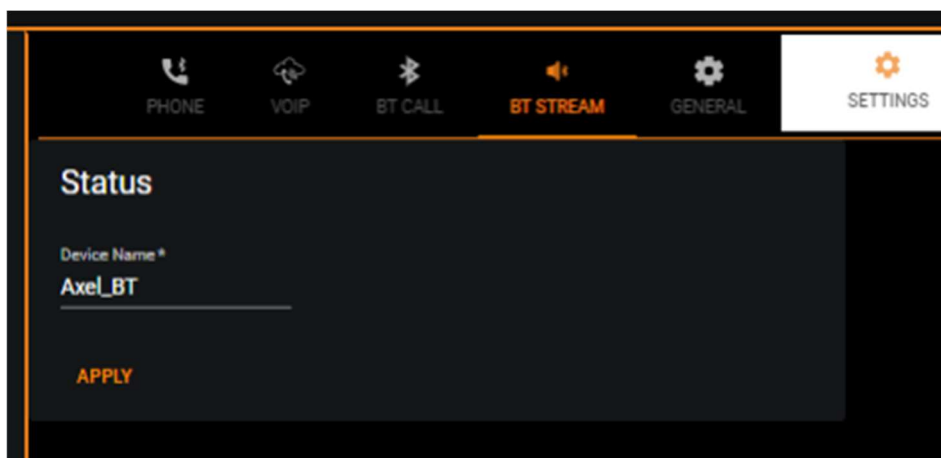 PHONE VOIP BT CALL BT STREAM GENERAL SETTINGS
Status
Device Name*
Axel_BT
APPLY